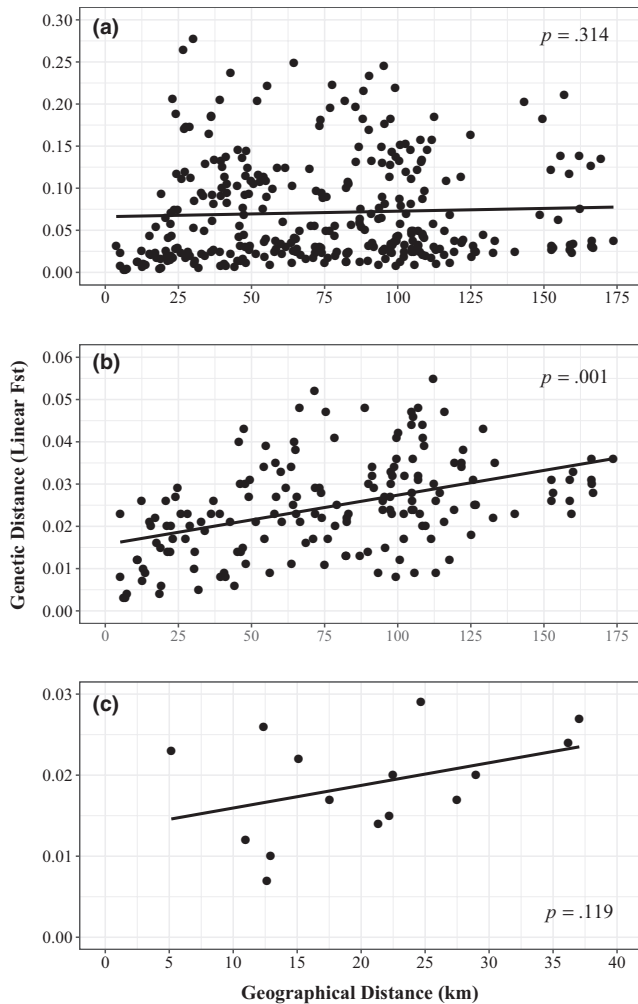 (a)
p = .314
0.30
0.25
0.20
0.15
0.10
0.05
0.00
0 25 50 75 100 125 150 175
(b)
p = .001
0.06
0.05
0.04
0.03
0.02
0.01
0.00
0 25 50 75 100 125 150 175
Genetic Distance (Linear Fst)
(c)
0.03
0.02
0.01
0.00
p = .119
0 5 15 20 25 30 35 40
Geographical Distance (km)